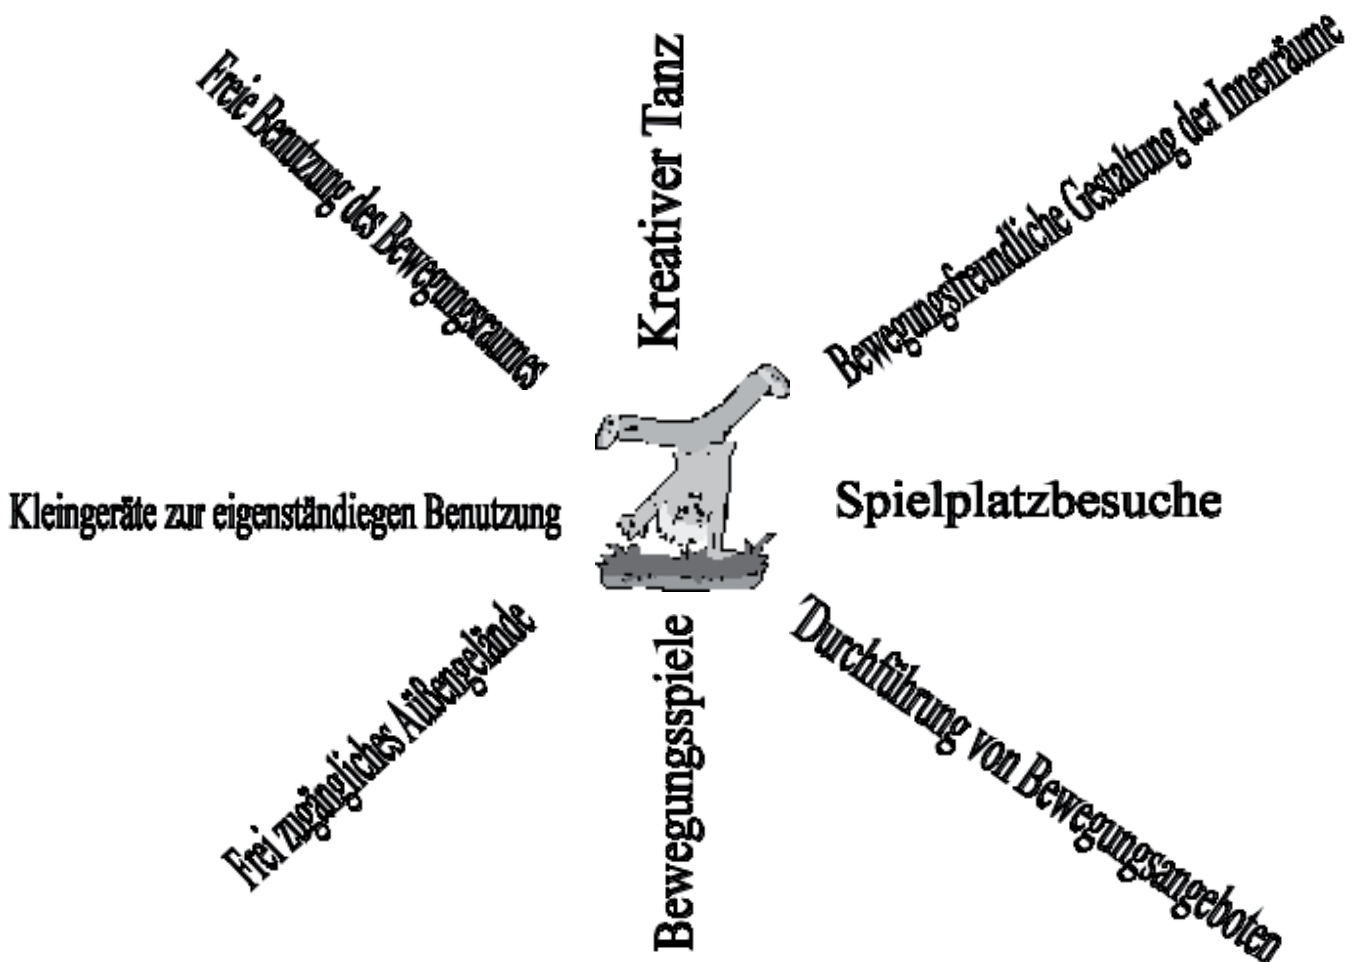 Freie Benutzung des Bewegungsraumes
Kreativer Tanz
Bewegungsfreundliche Gestaltung der Innenräume
Kleingeräte zur eigenständiegen Benutzung
Spielplatzbesuche
Frei zugängliches Aüßengelände
Bewegungsspiele
Durchführung von Bewegungsangeboten